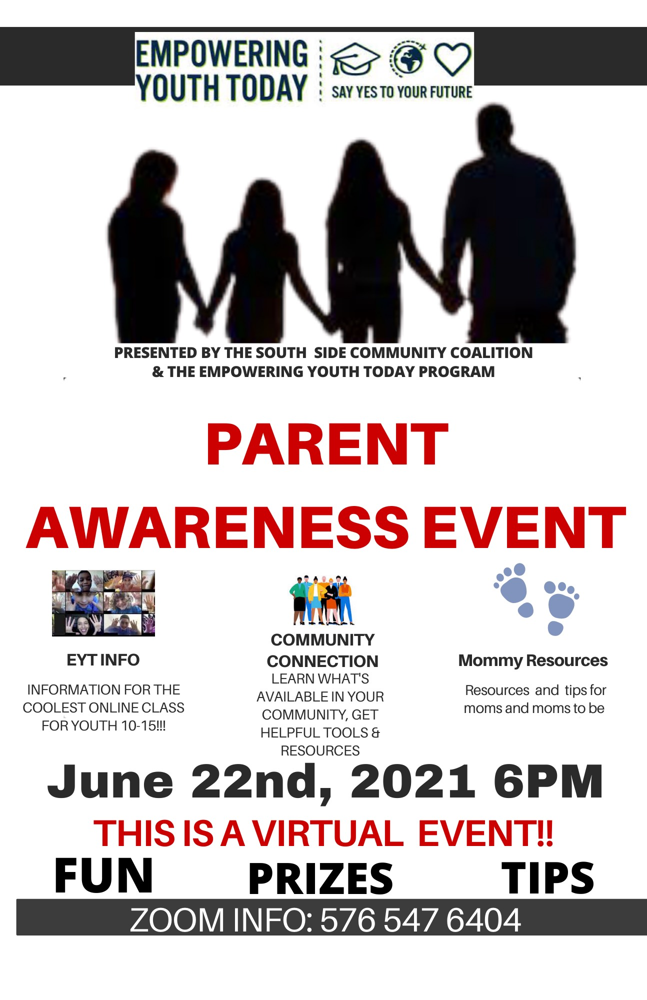 EMPOWERING
YOUTH TODAY
SAY YES TO YOUR FUTURE
PRESENTED BY THE SOUTH SIDE COMMUNITY COALITION
& THE EMPOWERING YOUTH TODAY PROGRAM
PARENT
AWARENESS EVENT
EYT INFO
INFORMATION FOR THE
COOLEST ONLINE CLASS
FOR YOUTH 10-15!!!
COMMUNITY
CONNECTION
LEARN WHAT'S
AVAILABLE IN YOUR
COMMUNITY, GET
HELPFUL TOOLS &
RESOURCES
Mommy Resources
Resources and tips for
moms and moms to be
June 22nd, 2021 6PM
THIS IS A VIRTUAL EVENT!!
FUN PRIZES TIPS
ZOOM INFO: 576 547 6404